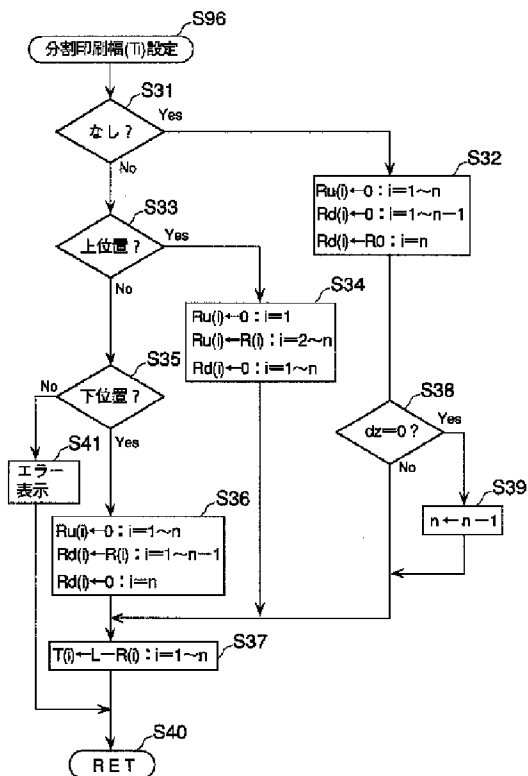 S96
分割印刷幅(Ti)設定
S31
なし?
Yes
No
S32
Ru(i)←0:i=1~n
Rd(i)←0:i=1~n-1
Rd(i)←R0:i=n
S33
上位置?
Yes
No
S34
Ru(i)←0:i=1
Ru(i)←R(i):i=2~n
Rd(i)←0:i=1~n
S35
下位置?
No
Yes
S41
エラー
表示
S38
dz=0?
Yes
No
S39
n←n-1
S36
Ru(i)←0:i=1~n
Rd(i)←R(i):i=1~n-1
Rd(i)←0:i=n
S37
T(i)←L-R(i):i=1~n
S40
RET